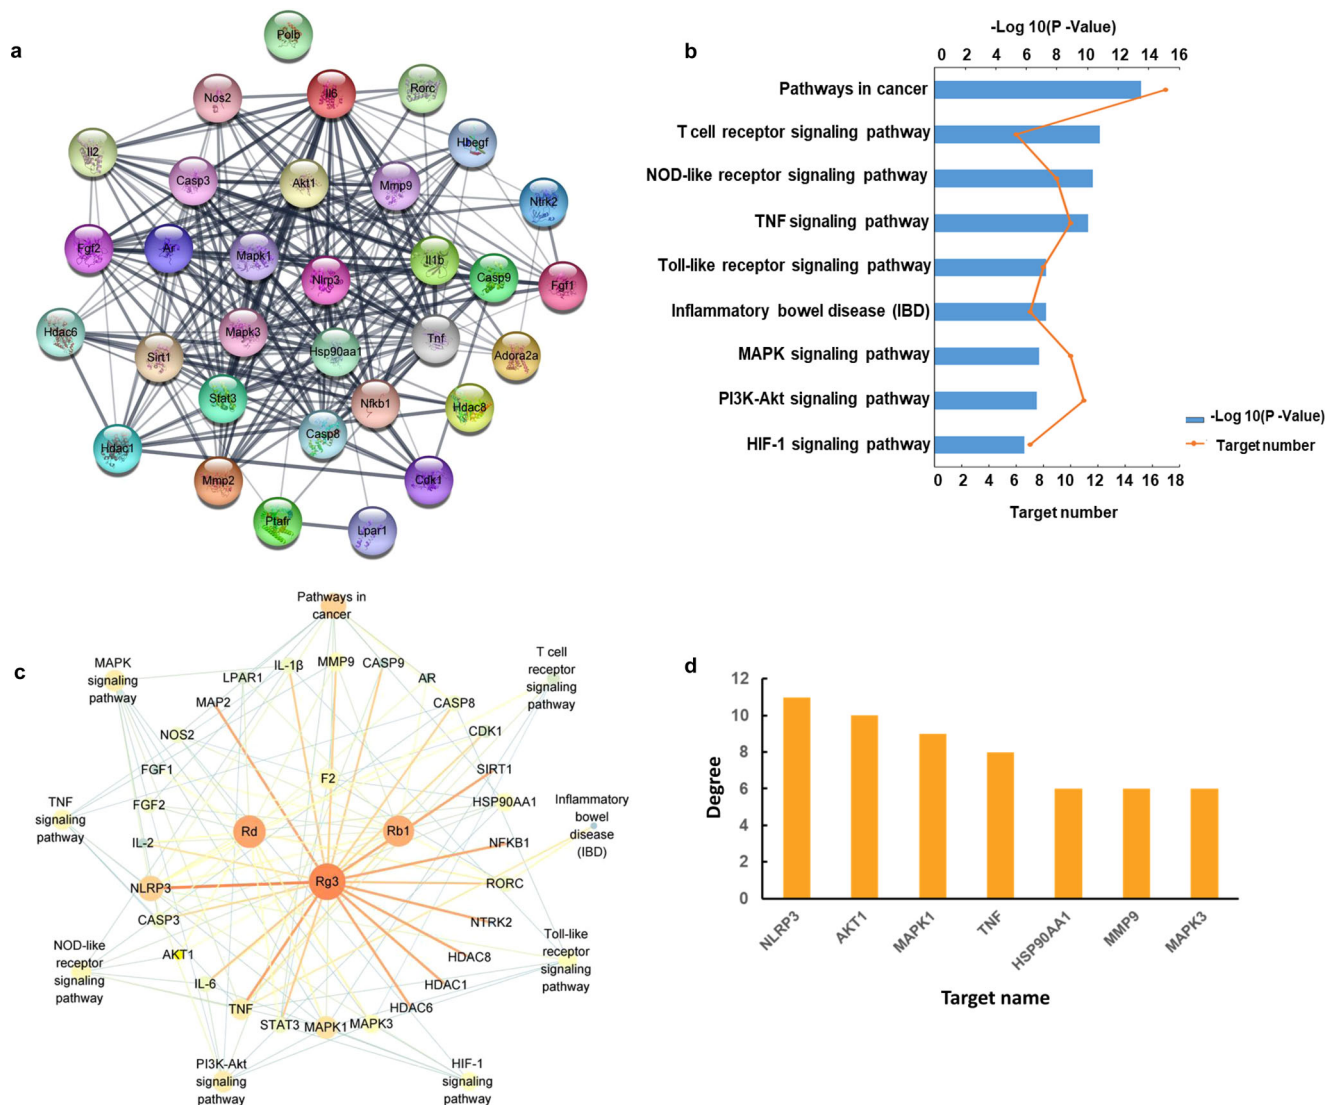 a
Polb
Nos2
Il6
Rorc
Il2
Hbegf
Casp3
Akt1
Mmp9
Ntrk2
Fgf2
Ar
Mapk1
Nlrp3
Il1b
Casp9
Fgf1
Hdac6
Sirt1
Mapk3
Hsp90aa1
Tnf
Adora2a
Stat3
Nfkb1
Hdac8
Hdac1
Casp8
Mmp2
Cdk1
Ptafr
Lpar1
b
-Log 10(P -Value)
0 2 4 6 8 10 12 14 16
Pathways in cancer
T cell receptor signaling pathway
NOD-like receptor signaling pathway
TNF signaling pathway
Toll-like receptor signaling pathway
Inflammatory bowel disease (IBD)
MAPK signaling pathway
PI3K-Akt signaling pathway
HIF-1 signaling pathway
-Log 10(P -Value)
Target number
0 2 4 6 8 10 12 14 16 18
Target number
c
Pathways in
cancer
MAPK
signaling
pathway
T cell
receptor
signaling
pathway
LPAR1
IL-1β
MMP9
CASP9
AR
MAP2
CASP8
NOS2
CDK1
FGF1
F2
SIRT1
TNF
signaling
pathway
FGF2
HSP90AA1
Inflammatory
bowel
disease
(IBD)
IL-2
Rd
Rb1
NFKB1
NLRP3
Rg3
RORC
CASP3
NTRK2
NOD-like
receptor
signaling
pathway
AKT1
HDAC8
Toll-like
receptor
signaling
pathway
IL-6
HDAC1
TNF
HDAC6
STAT3
MAPK1
MAPK3
PI3K-Akt
signaling
pathway
HIF-1
signaling
pathway
d
Degree
12
10
8
6
4
2
0
NLRP3
AKT1
MAPK1
TNF
HSP90AA1
MMP9
MAPK3
Target name